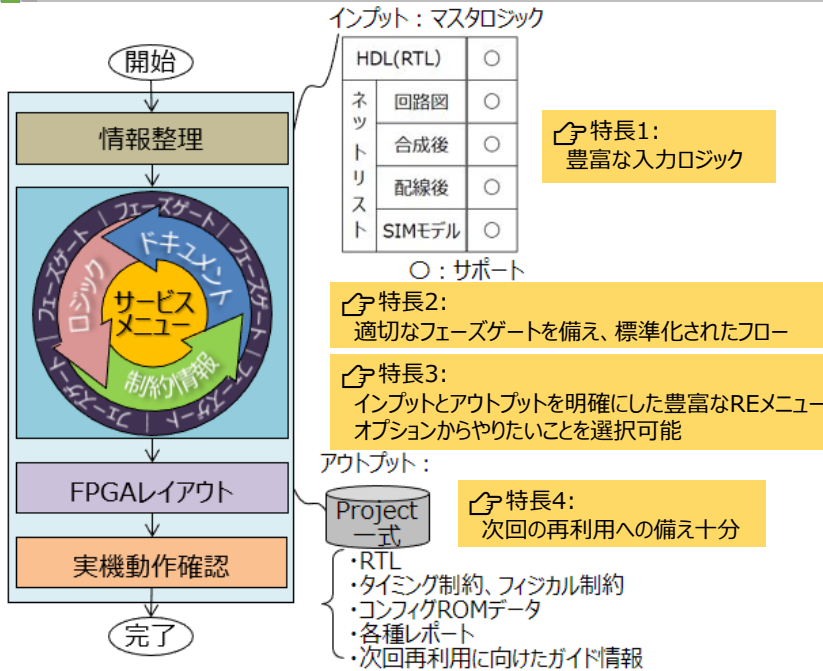 インプット：マスタロジック
開始
HDL(RTL) ○
ネットリスト
回路図 ○
合成後 ○
配線後 ○
SIMモデル ○
○：サポート
特長1:
豊富な入力ロジック
情報整理
フェーズゲート | フェーズゲート | フェーズゲート | フェーズゲート | フェーズゲート
ドキュメント
ロジック
制約情報
サービス
メニュー
特長2:
適切なフェーズゲートを備え、標準化されたフロー
特長3:
インプットとアウトプットを明確にした豊富なREメニュー
オプションからやりたいことを選択可能
アウトプット：
FPGAレイアウト
Project
一式
特長4:
次回の再利用への備え十分
実機動作確認
・RTL
・タイミング制約、フィジカル制約
・コンフィグROMデータ
・各種レポート
・次回再利用に向けたガイド情報
完了